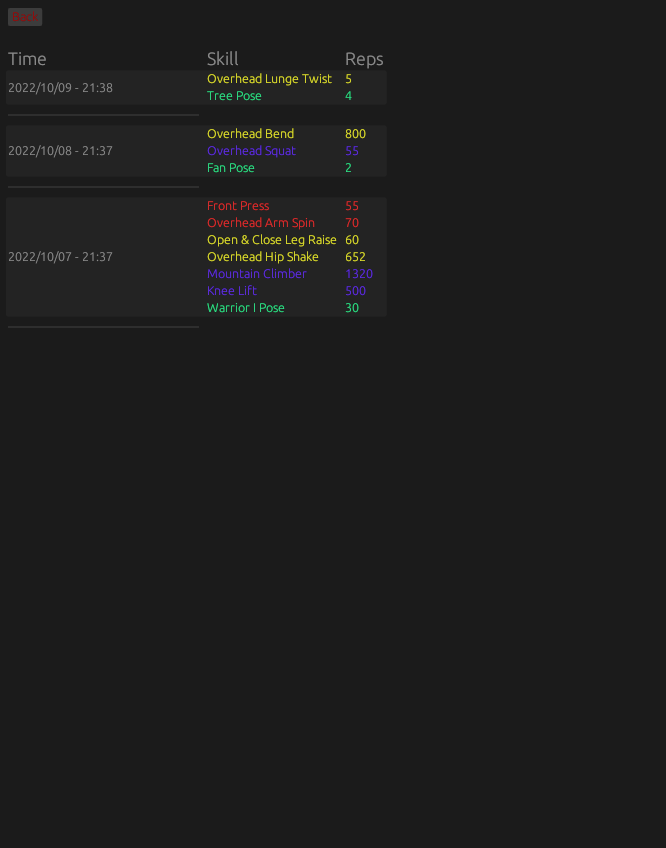 Back
Time Skill Reps
2022/10/09 - 21:38
Overhead Lunge Twist 5
Tree Pose 4
2022/10/08 - 21:37
Overhead Bend 800
Overhead Squat 55
Fan Pose 2
2022/10/07 - 21:37
Front Press 55
Overhead Arm Spin 70
Open & Close Leg Raise 60
Overhead Hip Shake 652
Mountain Climber 1320
Knee Lift 500
Warrior I Pose 30